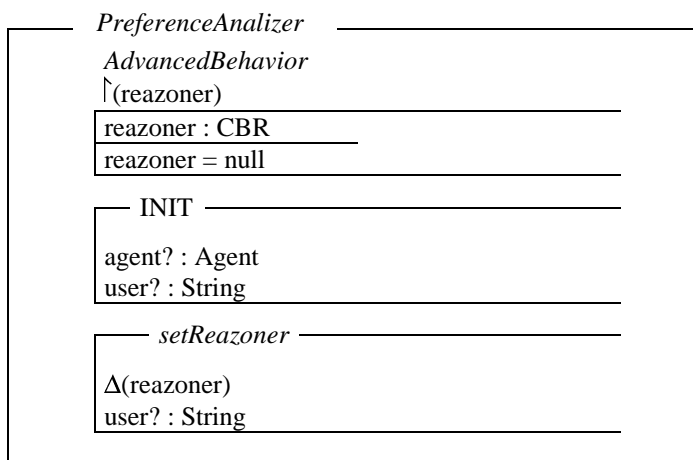 PreferenceAnalizer
AdvancedBehavior
↾(reazoner)
reazoner : CBR
reazoner = null
INIT
agent? : Agent
user? : String
setReazoner
Δ(reazoner)
user? : String